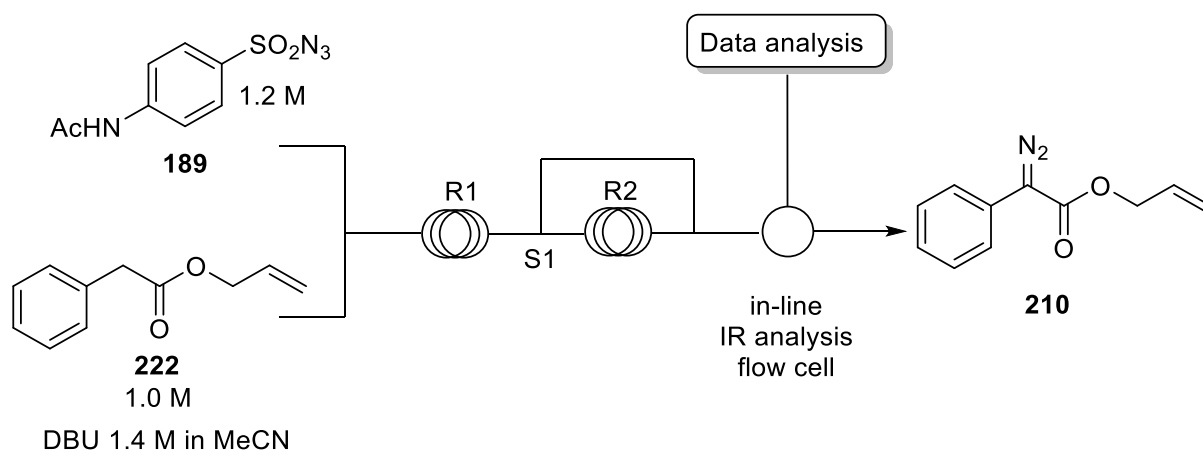 SO2N3
1.2 M
AcHN
189
O
O
222
1.0 M
DBU 1.4 M in MeCN
R1
S1
R2
Data analysis
in-line
IR analysis
flow cell
N2
O
O
210